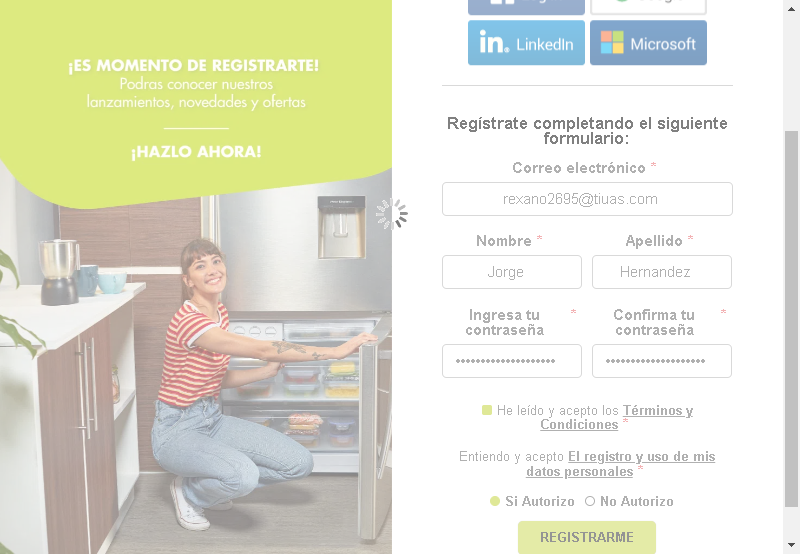 ¡ES MOMENTO DE REGISTRARTE!
Podras conocer nuestros
lanzamientos, novedades y ofertas
¡HAZLO AHORA!
LinkedIn
Microsoft
Regístrate completando el siguiente
formulario:
Correo electrónico *
rexano2695@tiuas.com
Nombre *
Apellido *
Jorge
Hernandez
Ingresa tu
contraseña
*
Confirma tu
contraseña
*
He leído y acepto los Términos y
Condiciones *
Entiendo y acepto El registro y uso de mis
datos personales *
Si Autorizo
No Autorizo
REGISTRARME